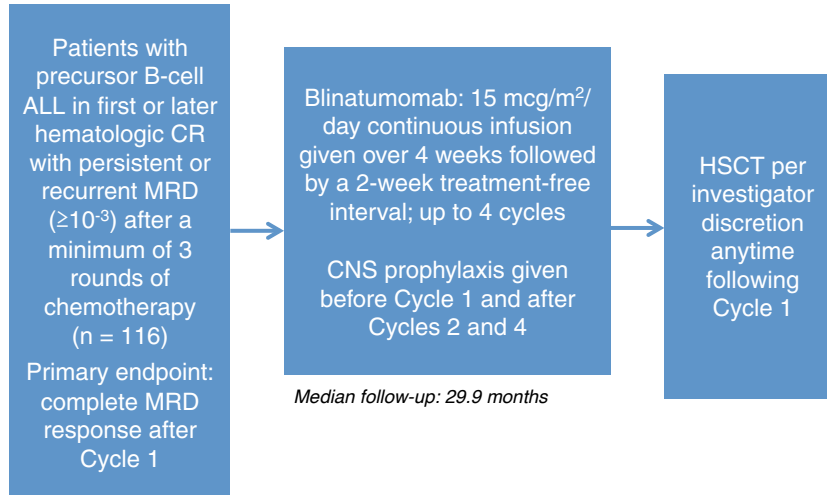 Patients with
precursor B-cell
ALL in first or later
hematologic CR
with persistent or
recurrent MRD
(≥10⁻³) after a
minimum of 3
rounds of
chemotherapy
(n = 116)
Primary endpoint:
complete MRD
response after
Cycle 1
Blinatumomab: 15 mcg/m²/
day continuous infusion
given over 4 weeks followed
by a 2-week treatment-free
interval; up to 4 cycles
CNS prophylaxis given
before Cycle 1 and after
Cycles 2 and 4
Median follow-up: 29.9 months
HSCT per
investigator
discretion
anytime
following
Cycle 1